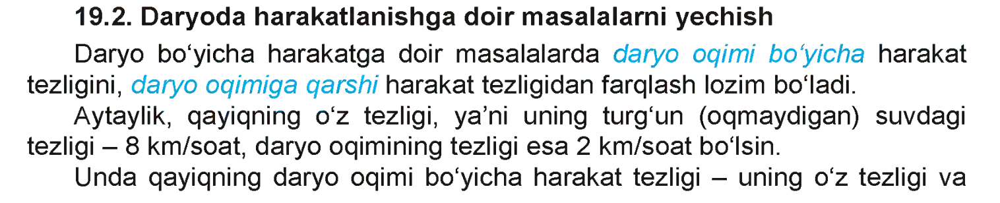 19.2. Daryoda harakatlanishga doir masalalarni yechish
Daryo bo‘yicha harakatga doir masalalarda daryo oqimi bo‘yicha harakat
tezligini, daryo oqimiga qarshi harakat tezligidan farqlash lozim bo‘ladi.
Aytaylik, qayiqning o‘z tezligi, ya’ni uning turg‘un (oqmaydigan) suvdagi
tezligi – 8 km/soat, daryo oqimining tezligi esa 2 km/soat bo‘lsin.
Unda qayiqning daryo oqimi bo‘yicha harakat tezligi – uning o‘z tezligi va